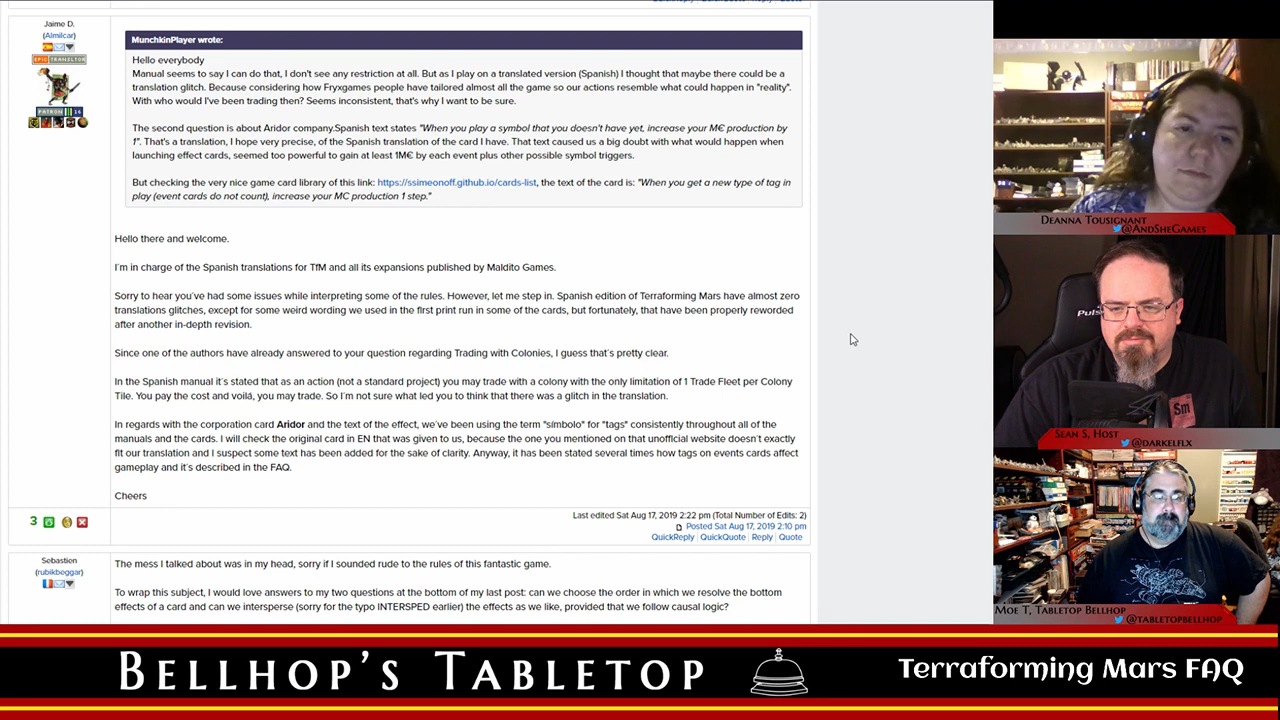 Jaime D.
(Almilcar)
EPIC TRANZLTOR
PATRON 14
MunchkinPlayer wrote:
Hello everybody
Manual seems to say I can do that, I don't see any restriction at all. But as I play on a translated version (Spanish) I thought that maybe there could be a
translation glitch. Because considering how Fryxgames people have tailored almost all the game so our actions resemble what could happen in "reality".
With who would I've been trading then? Seems inconsistent, that's why I want to be sure.
The second question is about Aridor company.Spanish text states "When you play a symbol that you doesn't have yet, increase your M€ production by
1". That's a translation, I hope very precise, of the Spanish translation of the card I have. That text caused us a big doubt with what would happen when
launching effect cards, seemed too powerful to gain at least 1M€ by each event plus other possible symbol triggers.
But checking the very nice game card library of this link: https://ssimeonoff.github.io/cards-list, the text of the card is: "When you get a new type of tag in
play (event cards do not count), increase your MC production 1 step."
Hello there and welcome.
I´m in charge of the Spanish translations for TfM and all its expansions published by Maldito Games.
Sorry to hear you´ve had some issues while interpreting some of the rules. However, let me step in. Spanish edition of Terraforming Mars have almost zero
translations glitches, except for some weird wording we used in the first print run in some of the cards, but fortunately, that have been properly reworded
after another in-depth revision.
Since one of the authors have already answered to your question regarding Trading with Colonies, I guess that´s pretty clear.
In the Spanish manual it´s stated that as an action (not a standard project) you may trade with a colony with the only limitation of 1 Trade Fleet per Colony
Tile. You pay the cost and voilá, you may trade. So I´m not sure what led you to think that there was a glitch in the translation.
In regards with the corporation card Aridor and the text of the effect, we´ve been using the term "símbolo" for "tags" consistently throughout all of the
manuals and the cards. I will check the original card in EN that was given to us, because the one you mentioned on that unofficial website doesn´t exactly
fit our translation and I suspect some text has been added for the sake of clarity. Anyway, it has been stated several times how tags on events cards affect
gameplay and it´s described in the FAQ.
Cheers
3
Last edited Sat Aug 17, 2019 2:22 pm (Total Number of Edits: 2)
Posted Sat Aug 17, 2019 2:10 pm
QuickReply QuickQuote Reply Quote
Sebastien
(rubikbeggar)
The mess I talked about was in my head, sorry if I sounded rude to the rules of this fantastic game.
To wrap this subject, I would love answers to my two questions at the bottom of my last post: can we choose the order in which we resolve the bottom
effects of a card and can we intersperse (sorry for the typo INTERSPED earlier) the effects as we like, provided that we follow causal logic?
Deanna Tousignant
@AndSheGames
Sm
Sean S, Host
@DARKELFLX
Moe T, Tabletop Bellhop
@TABLETOPBELLHOP
Bellhop's Tabletop
Terraforming Mars FAQ